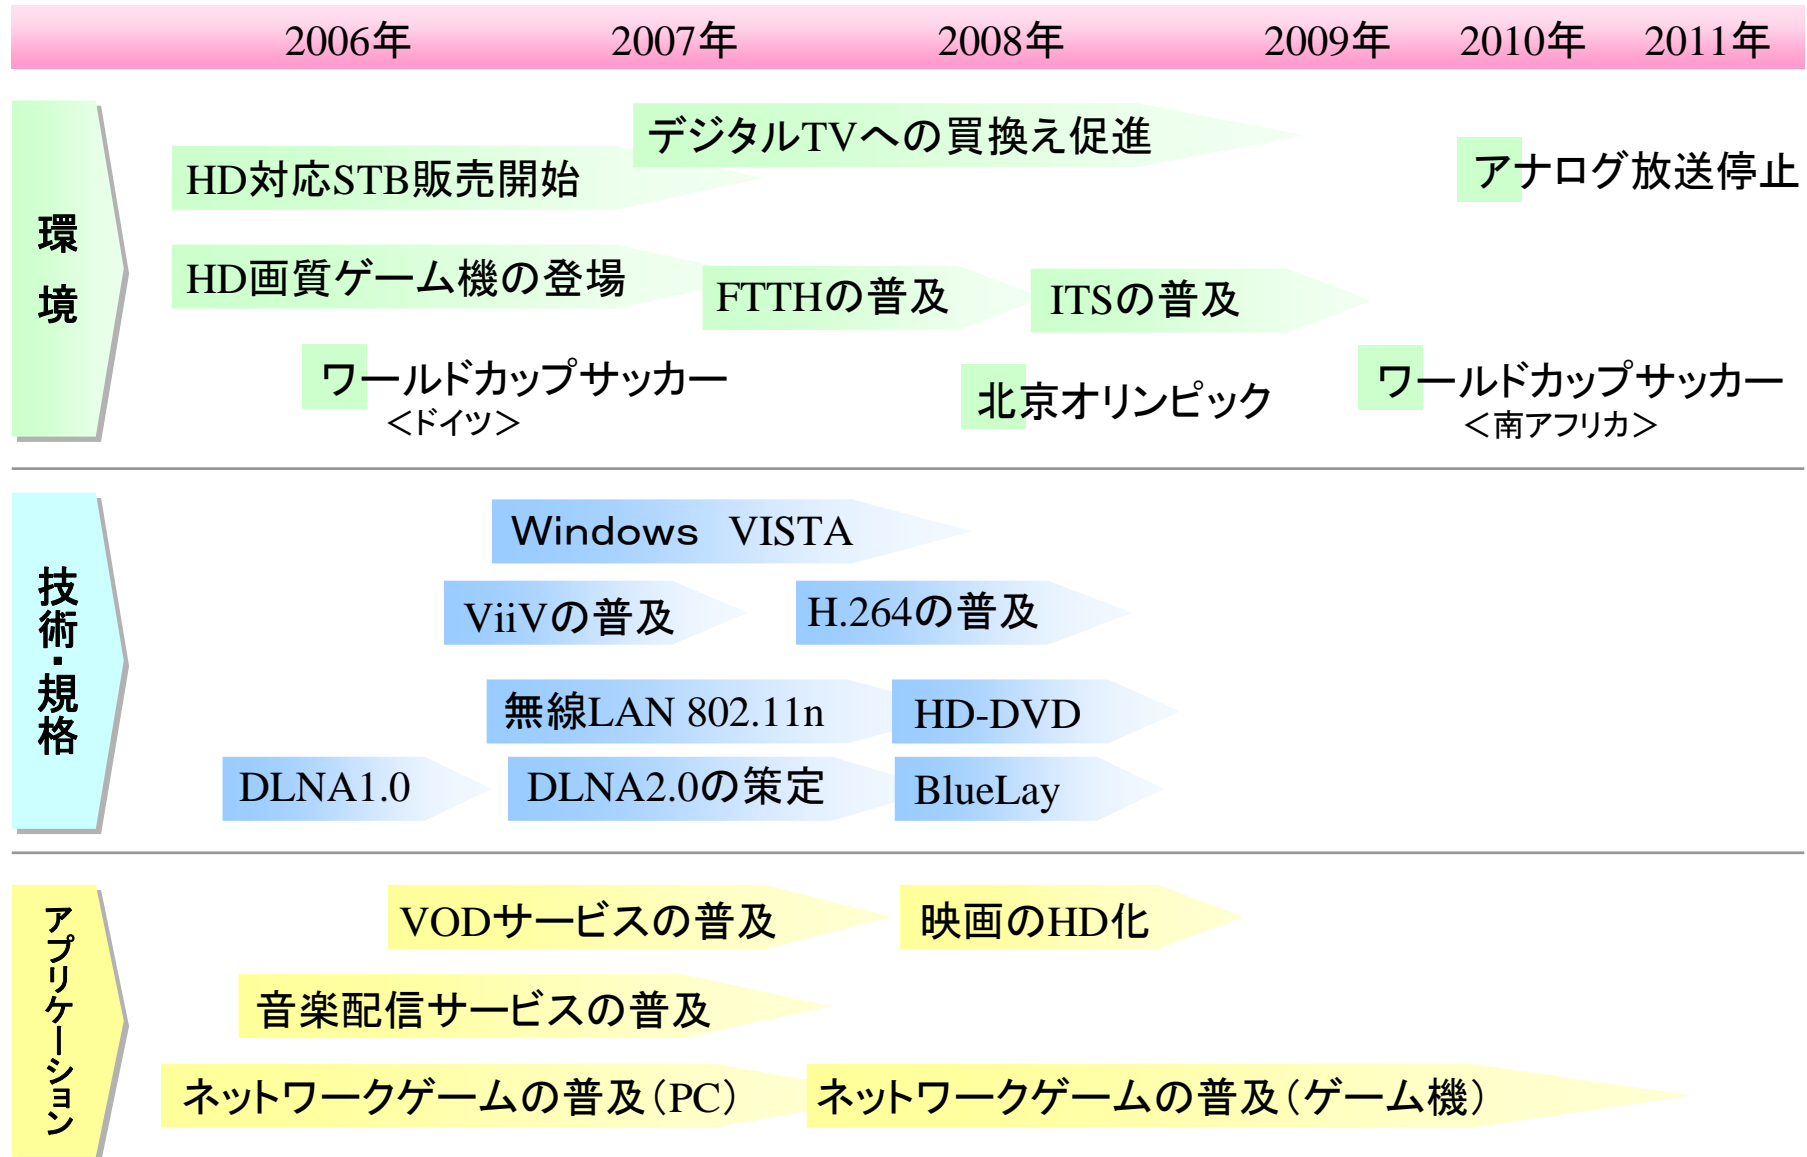 2006年 2007年 2008年 2009年 2010年 2011年
環境
デジタルTVへの買換え促進
HD対応STB販売開始
アナログ放送停止
HD画質ゲーム機の登場
FTTHの普及
ITSの普及
ワールドカップサッカー
<ドイツ>
北京オリンピック
ワールドカップサッカー
<南アフリカ>
技術・規格
Windows VISTA
ViiVの普及
H.264の普及
無線LAN 802.11n
HD-DVD
DLNA1.0
DLNA2.0の策定
BlueLay
アプリケーション
VODサービスの普及
映画のHD化
音楽配信サービスの普及
ネットワークゲームの普及(PC)
ネットワークゲームの普及(ゲーム機)